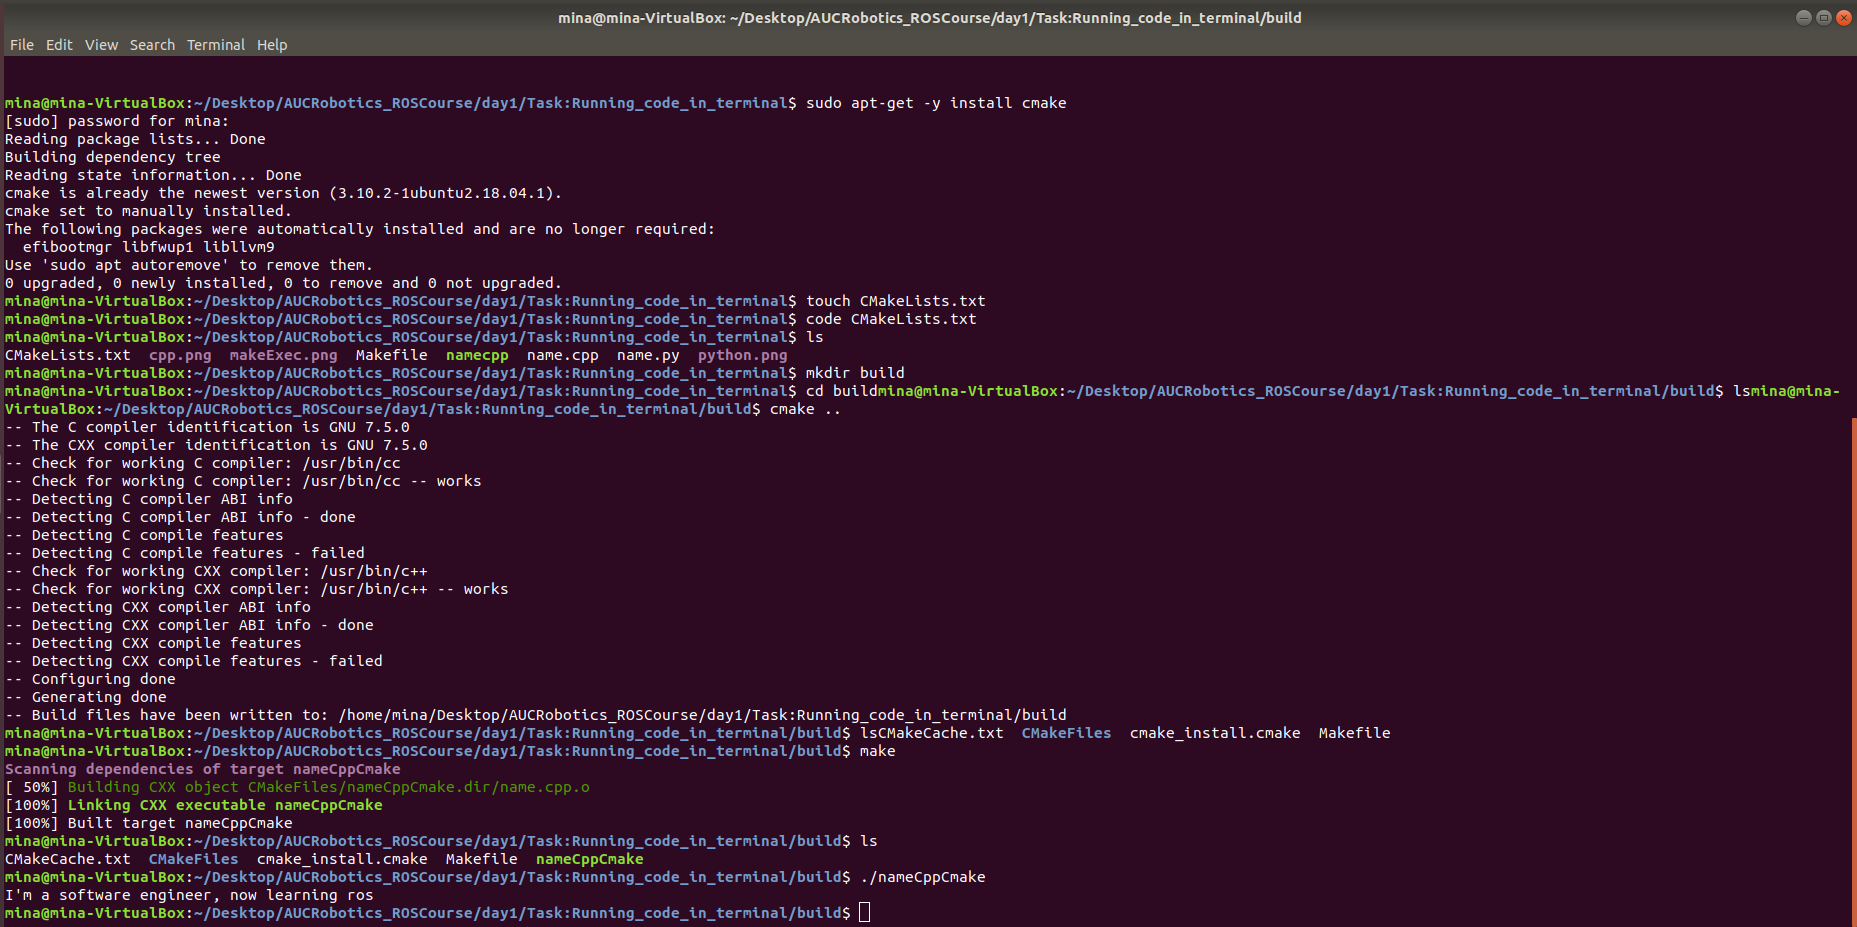 mina@mina-VirtualBox: ~/Desktop/AUCRobotics_ROSCourse/day1/Task:Running_code_in_terminal/build
File Edit View Search Terminal Help
mina@mina-VirtualBox:~/Desktop/AUCRobotics_ROSCourse/day1/Task:Running_code_in_terminal$ sudo apt-get -y install cmake
[sudo] password for mina:
Reading package lists... Done
Building dependency tree
Reading state information... Done
cmake is already the newest version (3.10.2-1ubuntu2.18.04.1).
cmake set to manually installed.
The following packages were automatically installed and are no longer required:
  efibootmgr libfwup1 libllvm9
Use 'sudo apt autoremove' to remove them.
0 upgraded, 0 newly installed, 0 to remove and 0 not upgraded.
mina@mina-VirtualBox:~/Desktop/AUCRobotics_ROSCourse/day1/Task:Running_code_in_terminal$ touch CMakeLists.txt
mina@mina-VirtualBox:~/Desktop/AUCRobotics_ROSCourse/day1/Task:Running_code_in_terminal$ code CMakeLists.txt
mina@mina-VirtualBox:~/Desktop/AUCRobotics_ROSCourse/day1/Task:Running_code_in_terminal$ ls
CMakeLists.txt  cpp.png  makeExec.png  Makefile  namecpp  name.cpp  name.py  python.png
mina@mina-VirtualBox:~/Desktop/AUCRobotics_ROSCourse/day1/Task:Running_code_in_terminal$ mkdir build
mina@mina-VirtualBox:~/Desktop/AUCRobotics_ROSCourse/day1/Task:Running_code_in_terminal$ cd buildmina@mina-VirtualBox:~/Desktop/AUCRobotics_ROSCourse/day1/Task:Running_code_in_terminal/build$ lsmina@mina-
VirtualBox:~/Desktop/AUCRobotics_ROSCourse/day1/Task:Running_code_in_terminal/build$ cmake ..
-- The C compiler identification is GNU 7.5.0
-- The CXX compiler identification is GNU 7.5.0
-- Check for working C compiler: /usr/bin/cc
-- Check for working C compiler: /usr/bin/cc -- works
-- Detecting C compiler ABI info
-- Detecting C compiler ABI info - done
-- Detecting C compile features
-- Detecting C compile features - failed
-- Check for working CXX compiler: /usr/bin/c++
-- Check for working CXX compiler: /usr/bin/c++ -- works
-- Detecting CXX compiler ABI info
-- Detecting CXX compiler ABI info - done
-- Detecting CXX compile features
-- Detecting CXX compile features - failed
-- Configuring done
-- Generating done
-- Build files have been written to: /home/mina/Desktop/AUCRobotics_ROSCourse/day1/Task:Running_code_in_terminal/build
mina@mina-VirtualBox:~/Desktop/AUCRobotics_ROSCourse/day1/Task:Running_code_in_terminal/build$ lsCMakeCache.txt  CMakeFiles  cmake_install.cmake  Makefile
mina@mina-VirtualBox:~/Desktop/AUCRobotics_ROSCourse/day1/Task:Running_code_in_terminal/build$ make
Scanning dependencies of target nameCppCmake
[ 50%] Building CXX object CMakeFiles/nameCppCmake.dir/name.cpp.o
[100%] Linking CXX executable nameCppCmake
[100%] Built target nameCppCmake
mina@mina-VirtualBox:~/Desktop/AUCRobotics_ROSCourse/day1/Task:Running_code_in_terminal/build$ ls
CMakeCache.txt  CMakeFiles  cmake_install.cmake  Makefile  nameCppCmake
mina@mina-VirtualBox:~/Desktop/AUCRobotics_ROSCourse/day1/Task:Running_code_in_terminal/build$ ./nameCppCmake
I'm a software engineer, now learning ros
mina@mina-VirtualBox:~/Desktop/AUCRobotics_ROSCourse/day1/Task:Running_code_in_terminal/build$